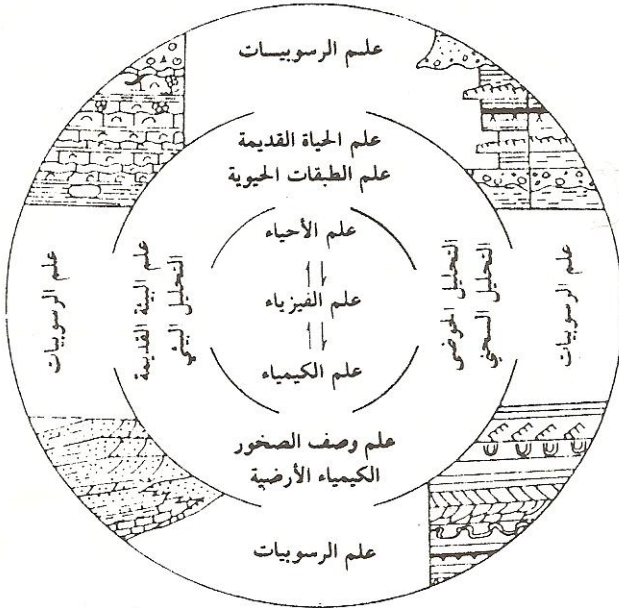 علم الرسوبيات
علم الحياة القديمة
علم الطبقات الحيوية
علم الأحياء
علم الفيزياء
علم الكيمياء
التحليل الحوضي
التحليل السحني
علم الرسوبيات
علم البيئة القديمة
التحليل البيئي
علم الرسوبيات
علم وصف الصخور
الكيمياء الأرضية
علم الرسوبيات